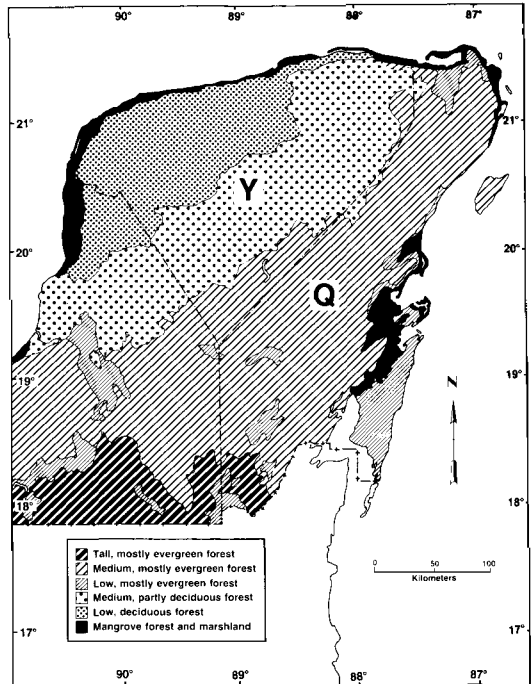 90° 89° 88°
21°
21°
Y
20°
20°
Q
19°
19°
N
18°
18°
Tall, mostly evergreen forest
Medium, mostly evergreen forest
Low, mostly evergreen forest
Medium, partly deciduous forest
Low, deciduous forest
Mangrove forest and marshland
0 50 100
Kilometers
17°
17°
90° 89° 88° 87°